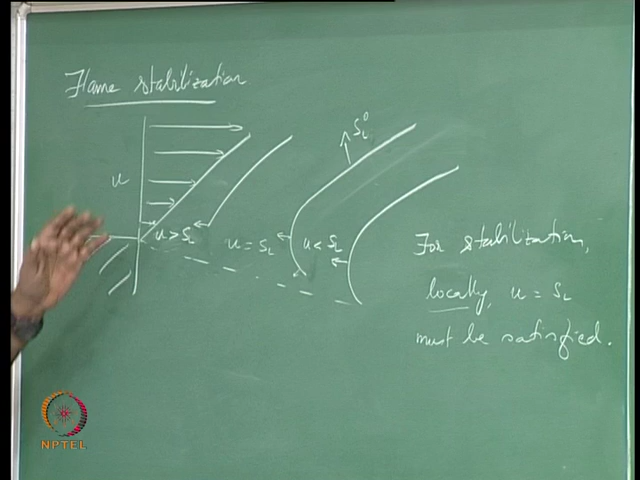 Flame stabilization
S_L^0
u
u > S_L
u = S_L
u < S_L
For stabilization,
locally, u = S_L
must be satisfied.
NPTEL